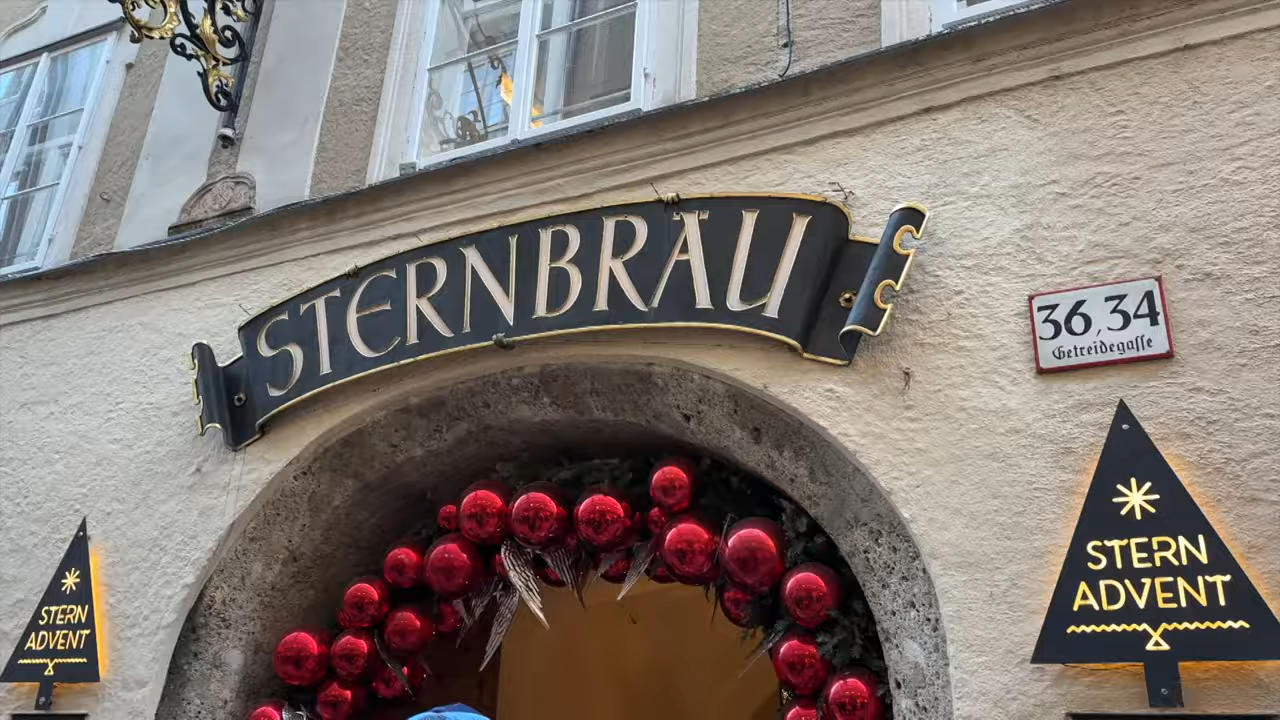 STERNBRÄU
36,34
Getreidegasse
STERN
ADVENT
STERN
ADVENT